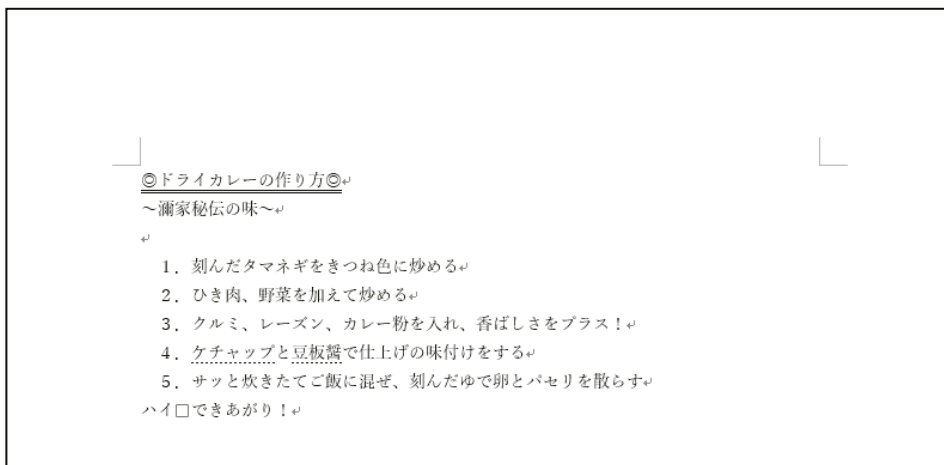 ◎ドライカレーの作り方◎
～瀰家秘伝の味～
1．刻んだタマネギをきつね色に炒める
2．ひき肉、野菜を加えて炒める
3．クルミ、レーズン、カレー粉を入れ、香ばしさをプラス！
4．ケチャップと豆板醤で仕上げの味付けをする
5．サッと炊きたてご飯に混ぜ、刻んだゆで卵とパセリを散らす
ハイ□できあがり！